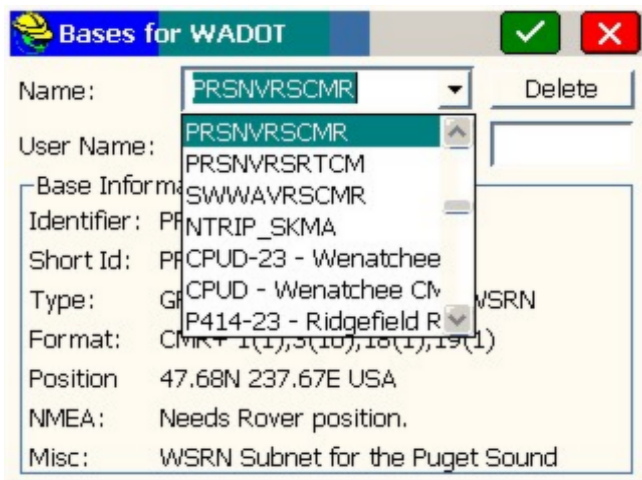 Bases for WADOT
Name: PRSNVRSCMR Delete
PRSNVRSCMR
User Name:
PRSNVRSRTCM
Base Informa
SWWAVRSCMR
Identifier:
NTRIP_SKMA
Short Id:
CPUD-23 - Wenatchee
Type:
CPUD - Wenatchee CM
P414-23 - Ridgefield R
Format: CMR+ 1(1),3(10),18(1),19(1)
Position 47.68N 237.67E USA
NMEA: Needs Rover position.
Misc: WSRN Subnet for the Puget Sound